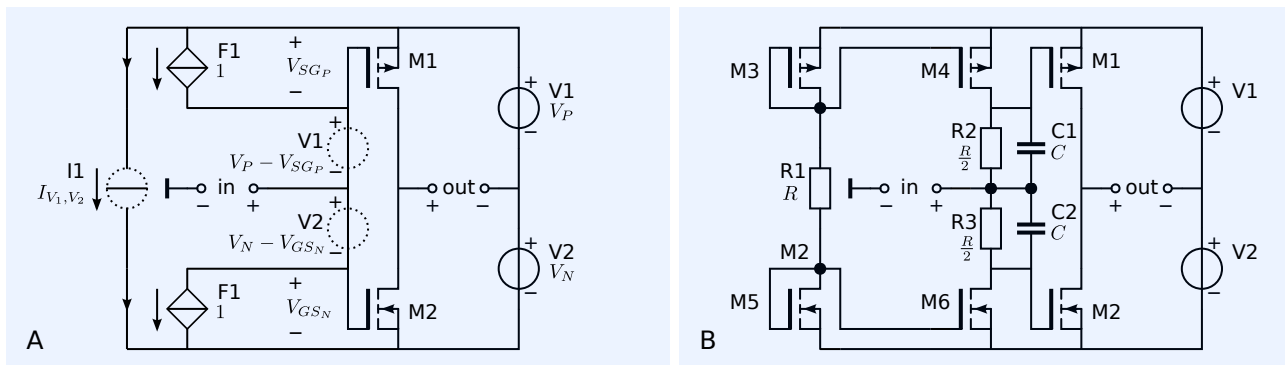 F1
1
+
V_{SG_P}
−
M1
+
V1
V_P
−
+
V1
V_P − V_{SG_P}
−
I1
I_{V_1,V_2}
in
−
+
out
+
−
+
V2
V_N − V_{GS_N}
−
+
V2
V_N
−
F1
1
+
V_{GS_N}
−
M2
A
M3
M4
M1
R2
R/2
C1
C
+
V1
−
R1
R
in
−
+
out
+
−
R3
R/2
C2
C
M2
+
V2
−
M5
M6
M2
B